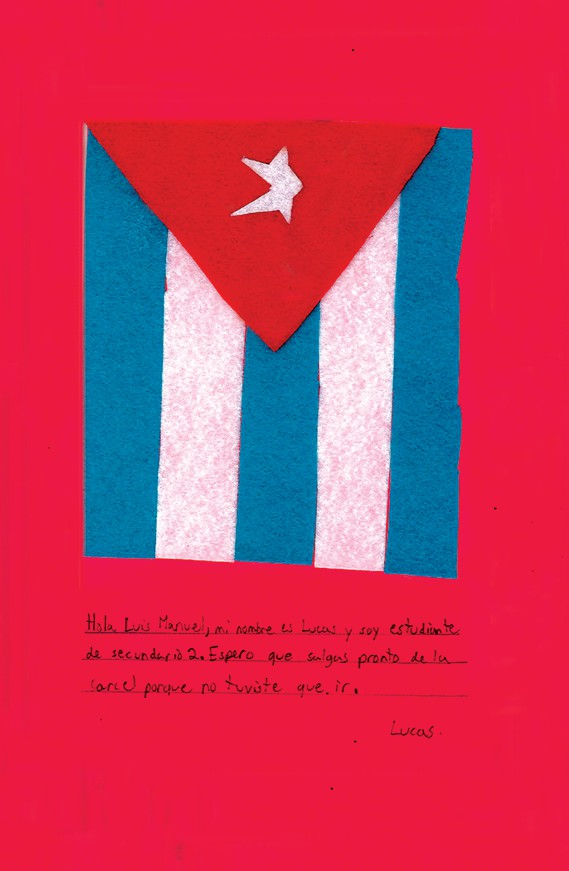 Hola Luis Manuel, mi nombre es Lucas y soy estudiante
de secundario 2. Espero que salgas pronto de la
carcel porque no tuviste que ir.
Lucas.